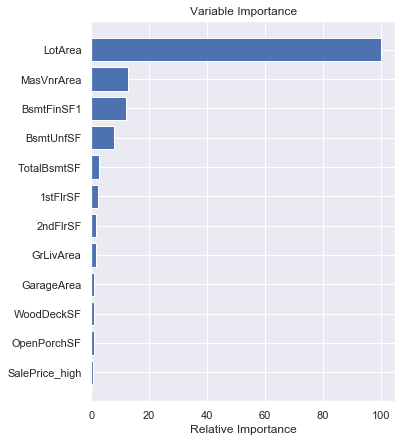 Variable Importance
LotArea
MasVnrArea
BsmtFinSF1
BsmtUnfSF
TotalBsmtSF
1stFlrSF
2ndFlrSF
GrLivArea
GarageArea
WoodDeckSF
OpenPorchSF
SalePrice_high
0 20 40 60 80 100
Relative Importance